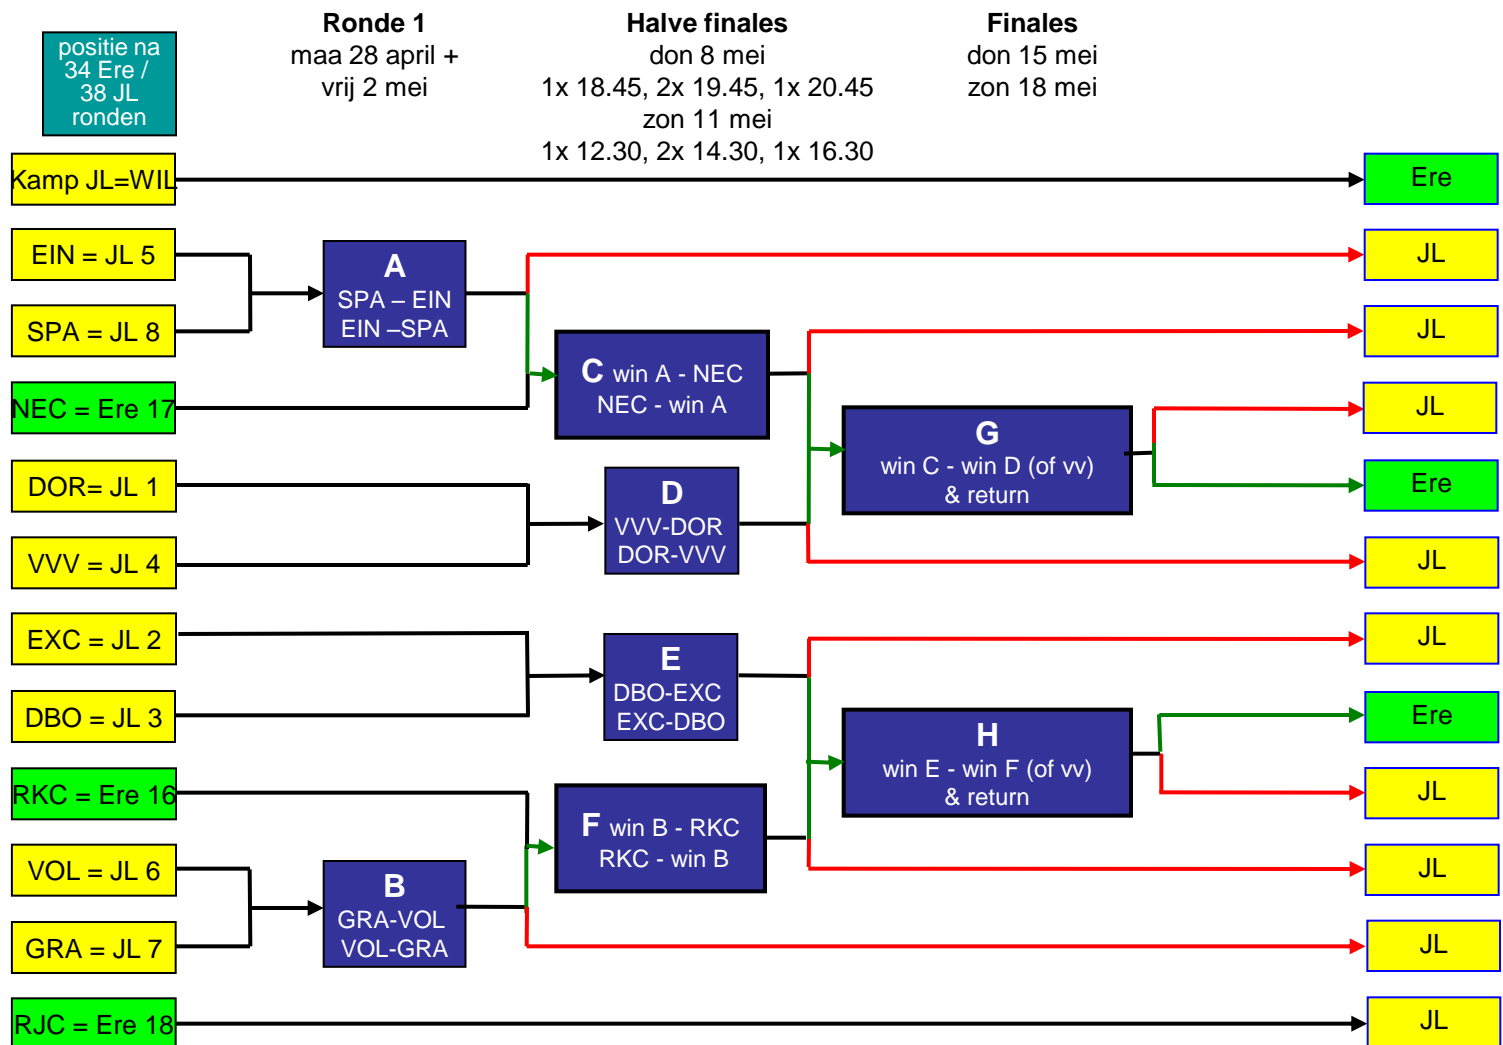 positie na
34 Ere /
38 JL
ronden
Ronde 1
maa 28 april +
vrij 2 mei
Halve finales
don 8 mei
1x 18.45, 2x 19.45, 1x 20.45
zon 11 mei
1x 12.30, 2x 14.30, 1x 16.30
Finales
don 15 mei
zon 18 mei
Kamp JL=WIL
Ere
EIN = JL 5
SPA = JL 8
A
SPA – EIN
EIN –SPA
JL
JL
NEC = Ere 17
C win A - NEC
NEC - win A
JL
DOR= JL 1
VVV = JL 4
D
VVV-DOR
DOR-VVV
G
win C - win D (of vv)
& return
Ere
JL
EXC = JL 2
DBO = JL 3
E
DBO-EXC
EXC-DBO
JL
Ere
RKC = Ere 16
F win B - RKC
RKC - win B
H
win E - win F (of vv)
& return
JL
VOL = JL 6
GRA = JL 7
B
GRA-VOL
VOL-GRA
JL
JL
RJC = Ere 18
JL